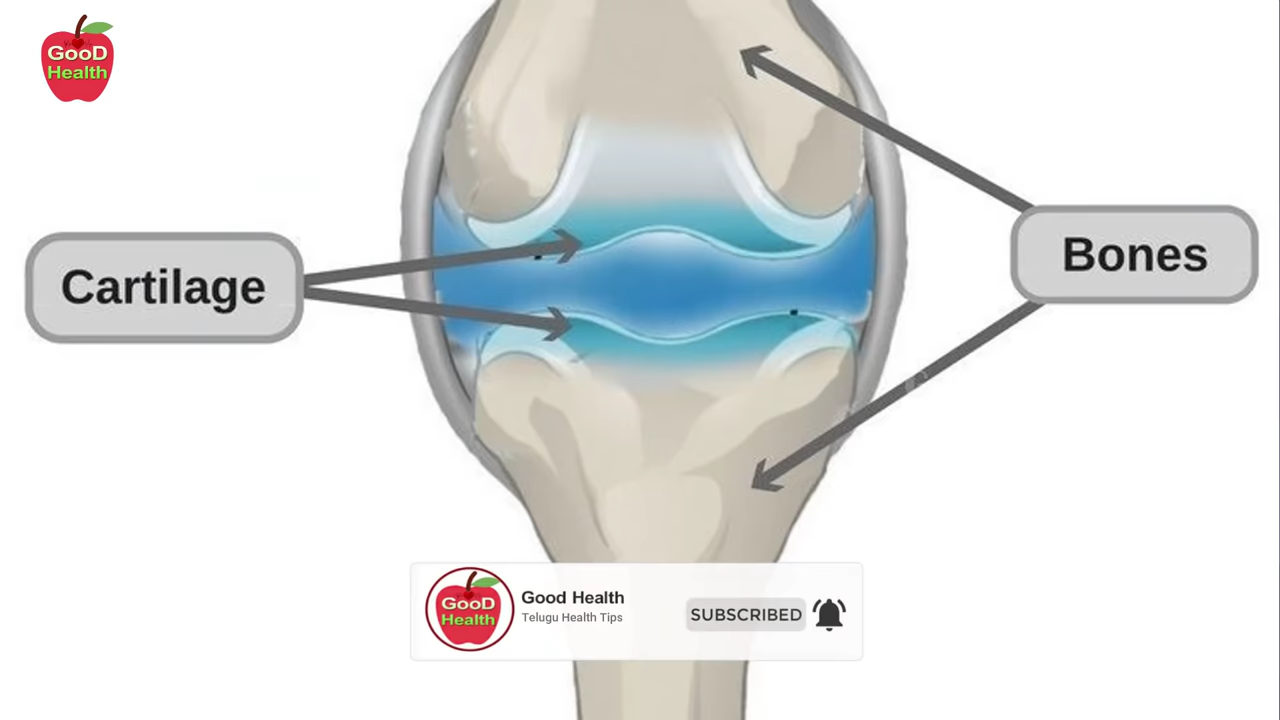 GooD
Health
Cartilage
Bones
GooD
Health
Good Health
Telugu Health Tips
SUBSCRIBED